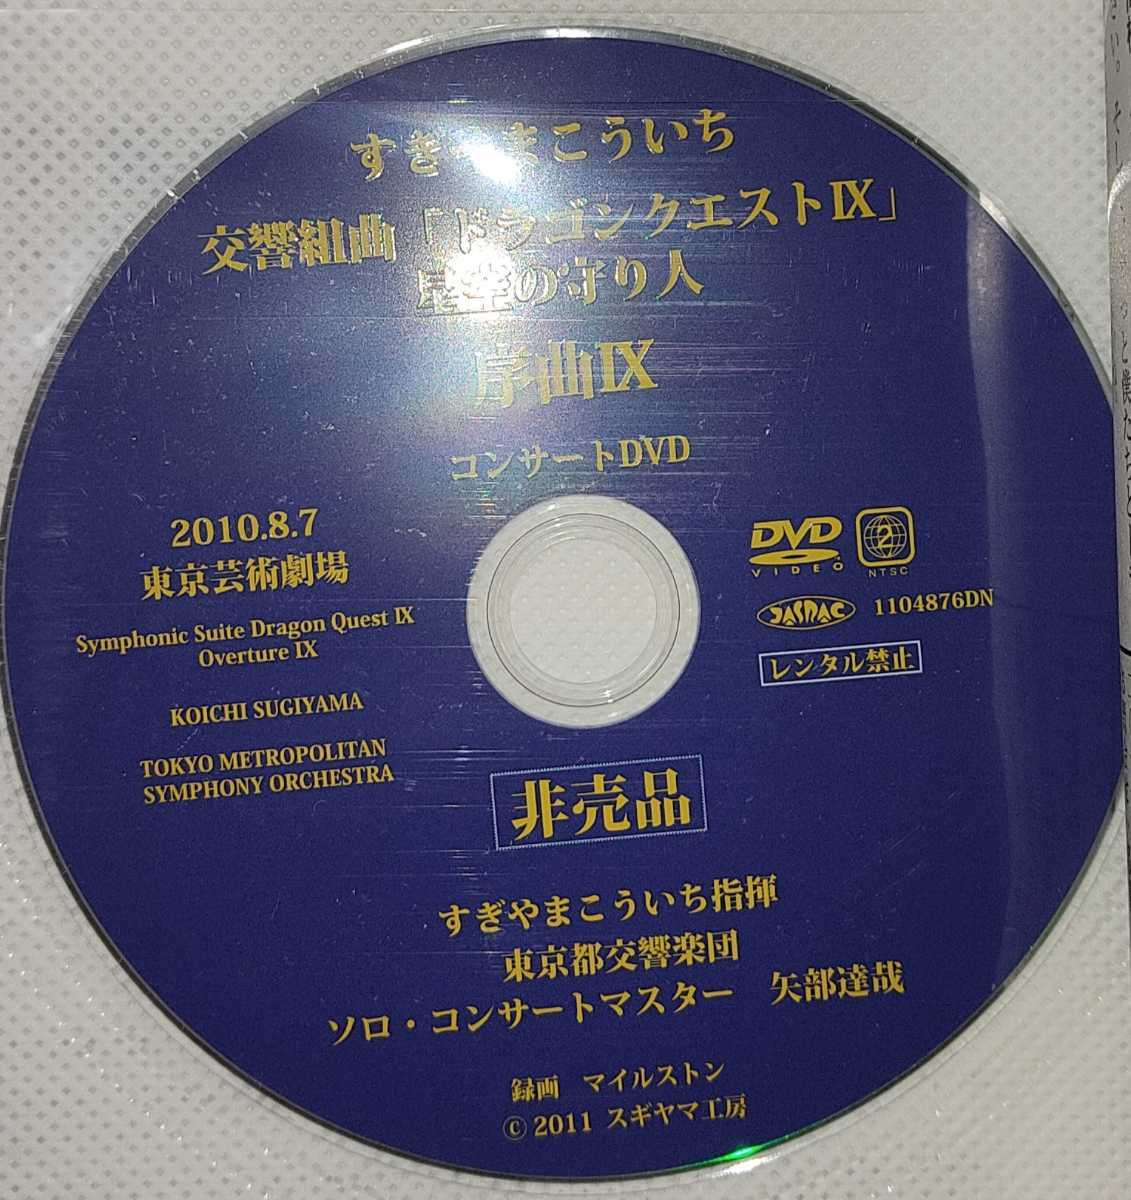 すぎやまこういち
交響組曲「ドラゴンクエストⅨ」
星空の守り人
序曲Ⅸ
コンサートDVD
2010.8.7
東京芸術劇場
Symphonic Suite Dragon Quest Ⅸ
Overture Ⅸ
KOICHI SUGIYAMA
TOKYO METROPOLITAN
SYMPHONY ORCHESTRA
DVD
VIDEO
2
NTSC
JASRAC 1104876DN
レンタル禁止
非売品
すぎやまこういち指揮
東京都交響楽団
ソロ・コンサートマスター 矢部達哉
録画 マイルストン
© 2011 スギヤマ工房